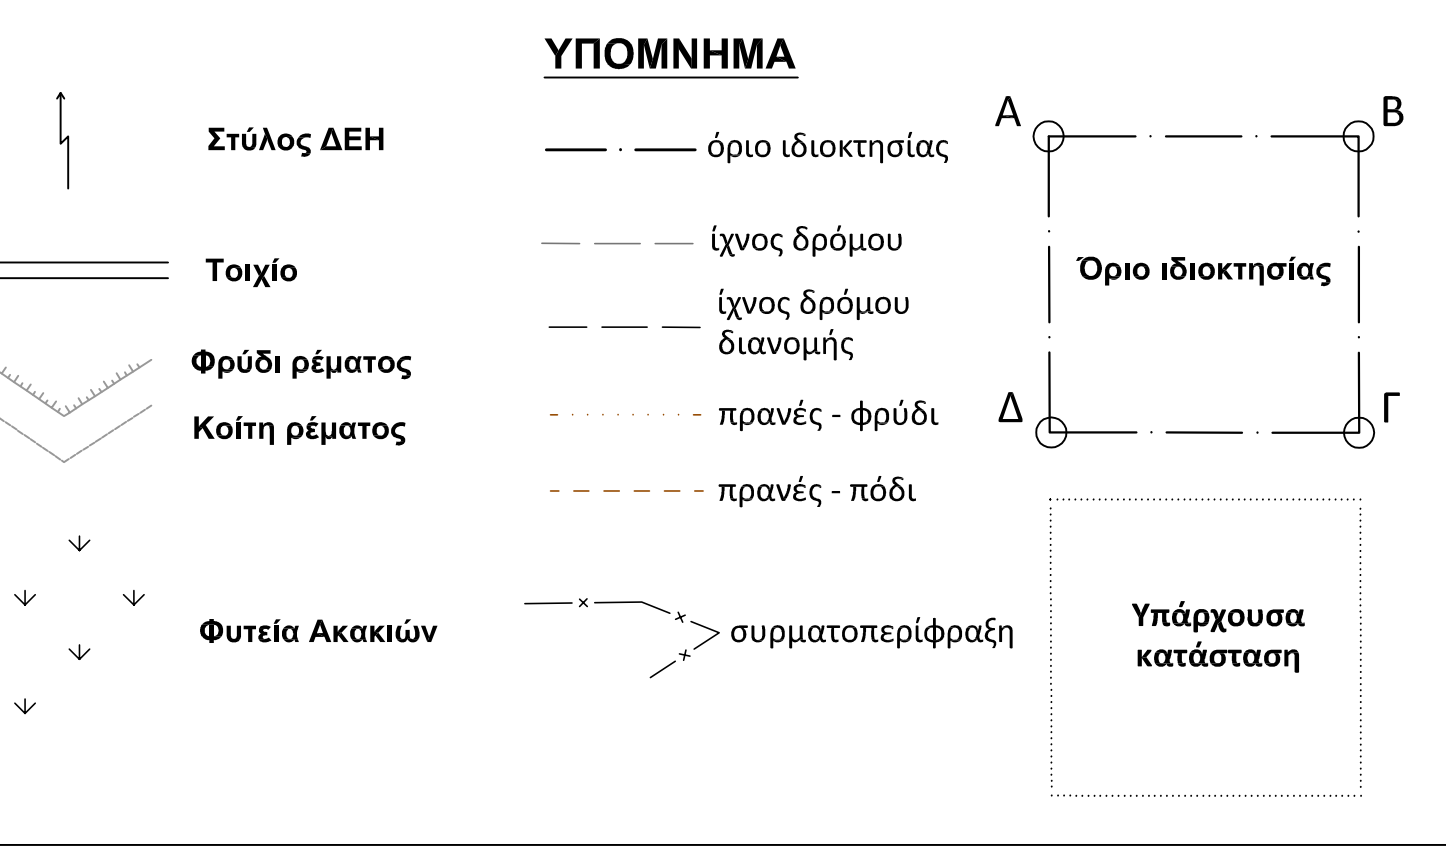 ΥΠΟΜΝΗΜΑ
Στύλος ΔΕΗ
Τοιχίο
Φρύδι ρέματος
Κοίτη ρέματος
Φυτεία Ακακιών
όριο ιδιοκτησίας
ίχνος δρόμου
ίχνος δρόμου
διανομής
πρανές - φρύδι
πρανές - πόδι
συρματοπερίφραξη
Α
Β
Όριο ιδιοκτησίας
Δ
Γ
Υπάρχουσα
κατάσταση